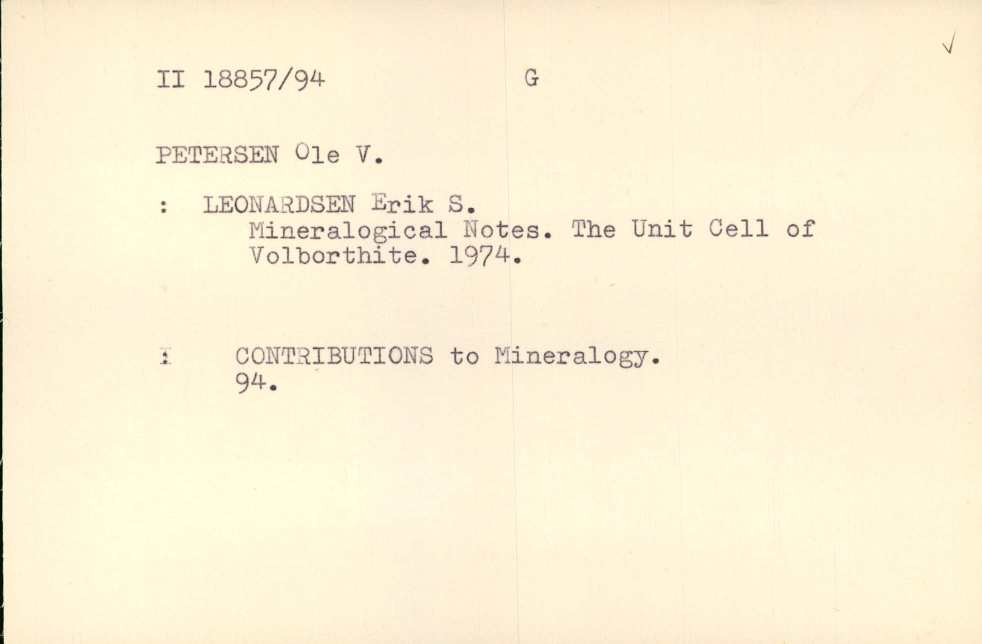 II 18857/94 G
PETERSEN Ole V.
: LEONARDSEN Erik S.
Mineralogical Notes. The Unit Cell of
Volborthite. 1974.
: CONTRIBUTIONS to Mineralogy.
94.